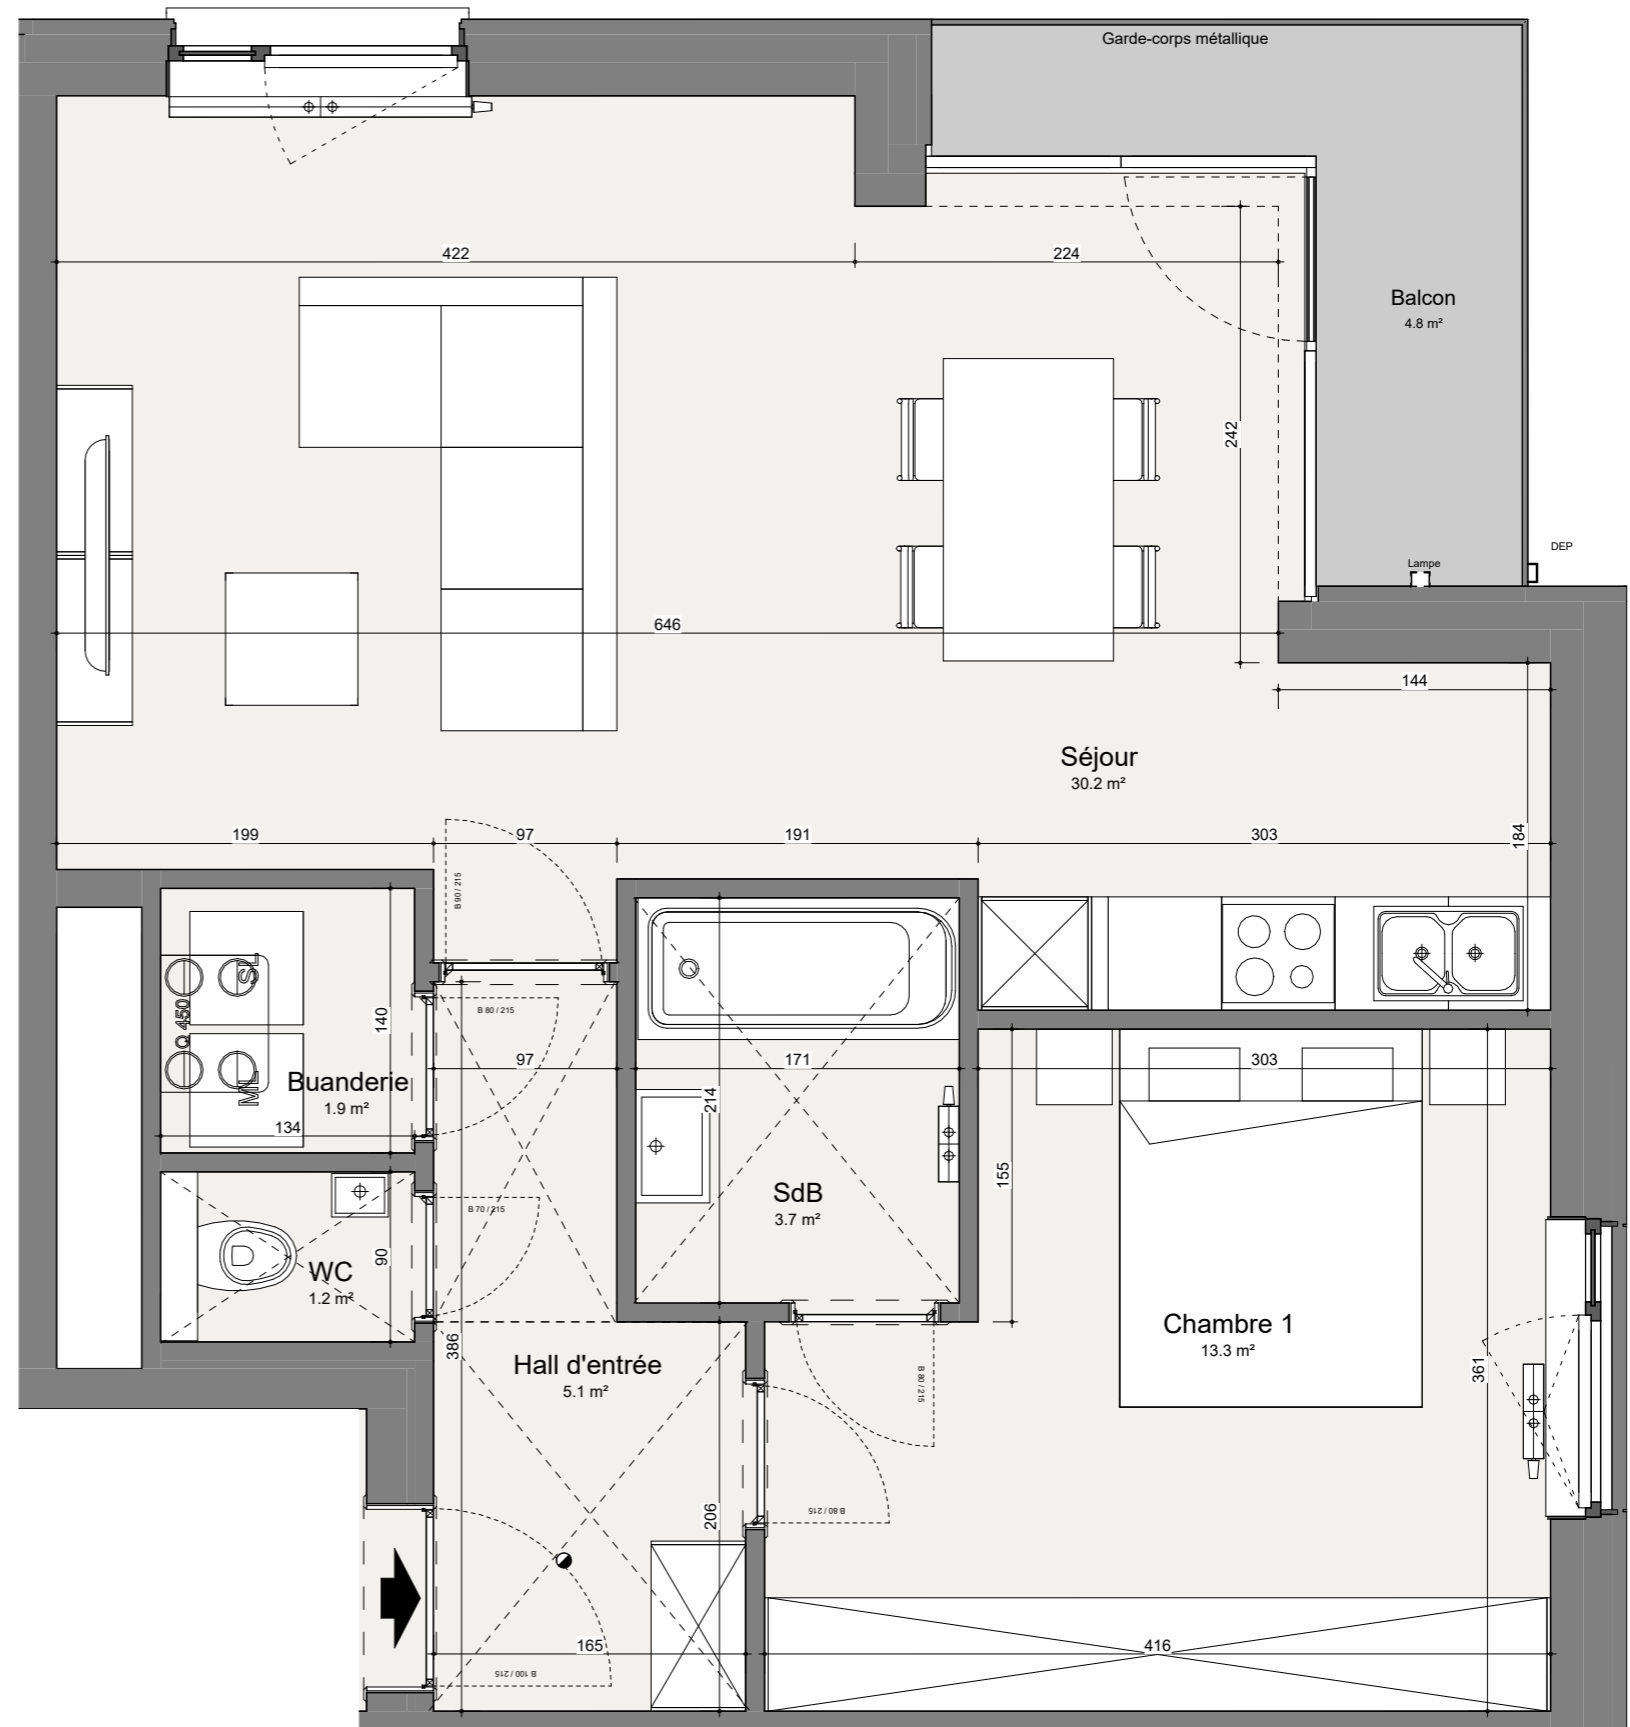 Garde-corps métallique
422
224
Balcon
4.8 m²
242
DEP
Lampe
646
144
Séjour
30.2 m²
199
97
191
303
184
B 90 / 215
SL
Q 450
ML
140
B 80 / 215
97
171
303
Buanderie
1.9 m²
134
214
155
SdB
3.7 m²
B 70 / 215
90
WC
1.2 m²
386
Hall d'entrée
5.1 m²
Chambre 1
13.3 m²
361
B 80 / 215
B 80 / 215
206
165
416
B 100 / 215